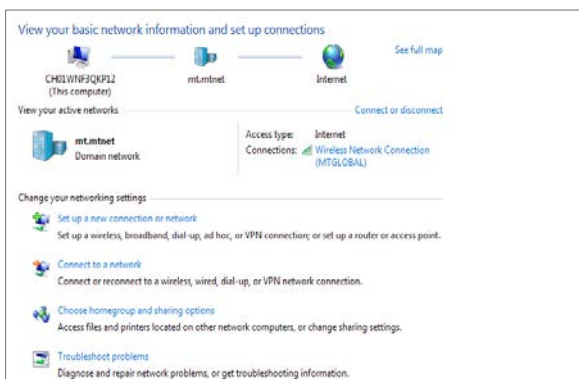 View your basic network information and set up connections
See full map
CH01WNF3QKP12
(This computer)
mt.mtnet
Internet
View your active networks
Connect or disconnect
mt.mtnet
Domain network
Access type: Internet
Connections: Wireless Network Connection
(MTGLOBAL)
Change your networking settings
Set up a new connection or network
Set up a wireless, broadband, dial-up, ad hoc, or VPN connection; or set up a router or access point.
Connect to a network
Connect or reconnect to a wireless, wired, dial-up, or VPN network connection.
Choose homegroup and sharing options
Access files and printers located on other network computers, or change sharing settings.
Troubleshoot problems
Diagnose and repair network problems, or get troubleshooting information.